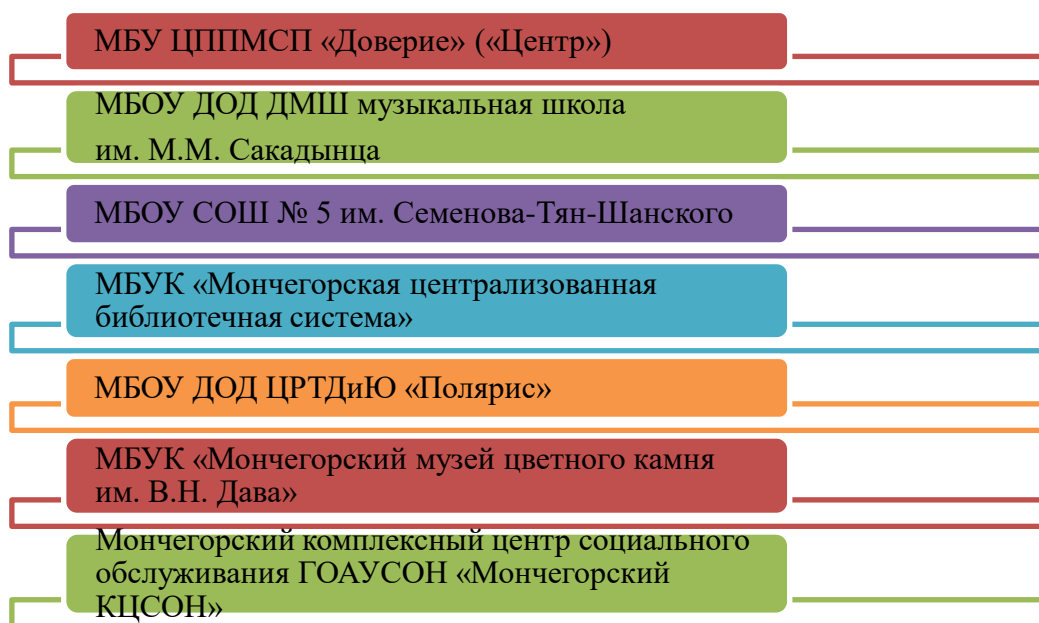 МБУ ЦППМСП «Доверие» («Центр»)
МБОУ ДОД ДМШ музыкальная школа
им. М.М. Сакадынца
МБОУ СОШ № 5 им. Семенова-Тян-Шанского
МБУК «Мончегорская централизованная
библиотечная система»
МБОУ ДОД ЦРТДиЮ «Полярис»
МБУК «Мончегорский музей цветного камня
им. В.Н. Дава»
Мончегорский комплексный центр социального
обслуживания ГОАУСОН «Мончегорский
КЦСОН»